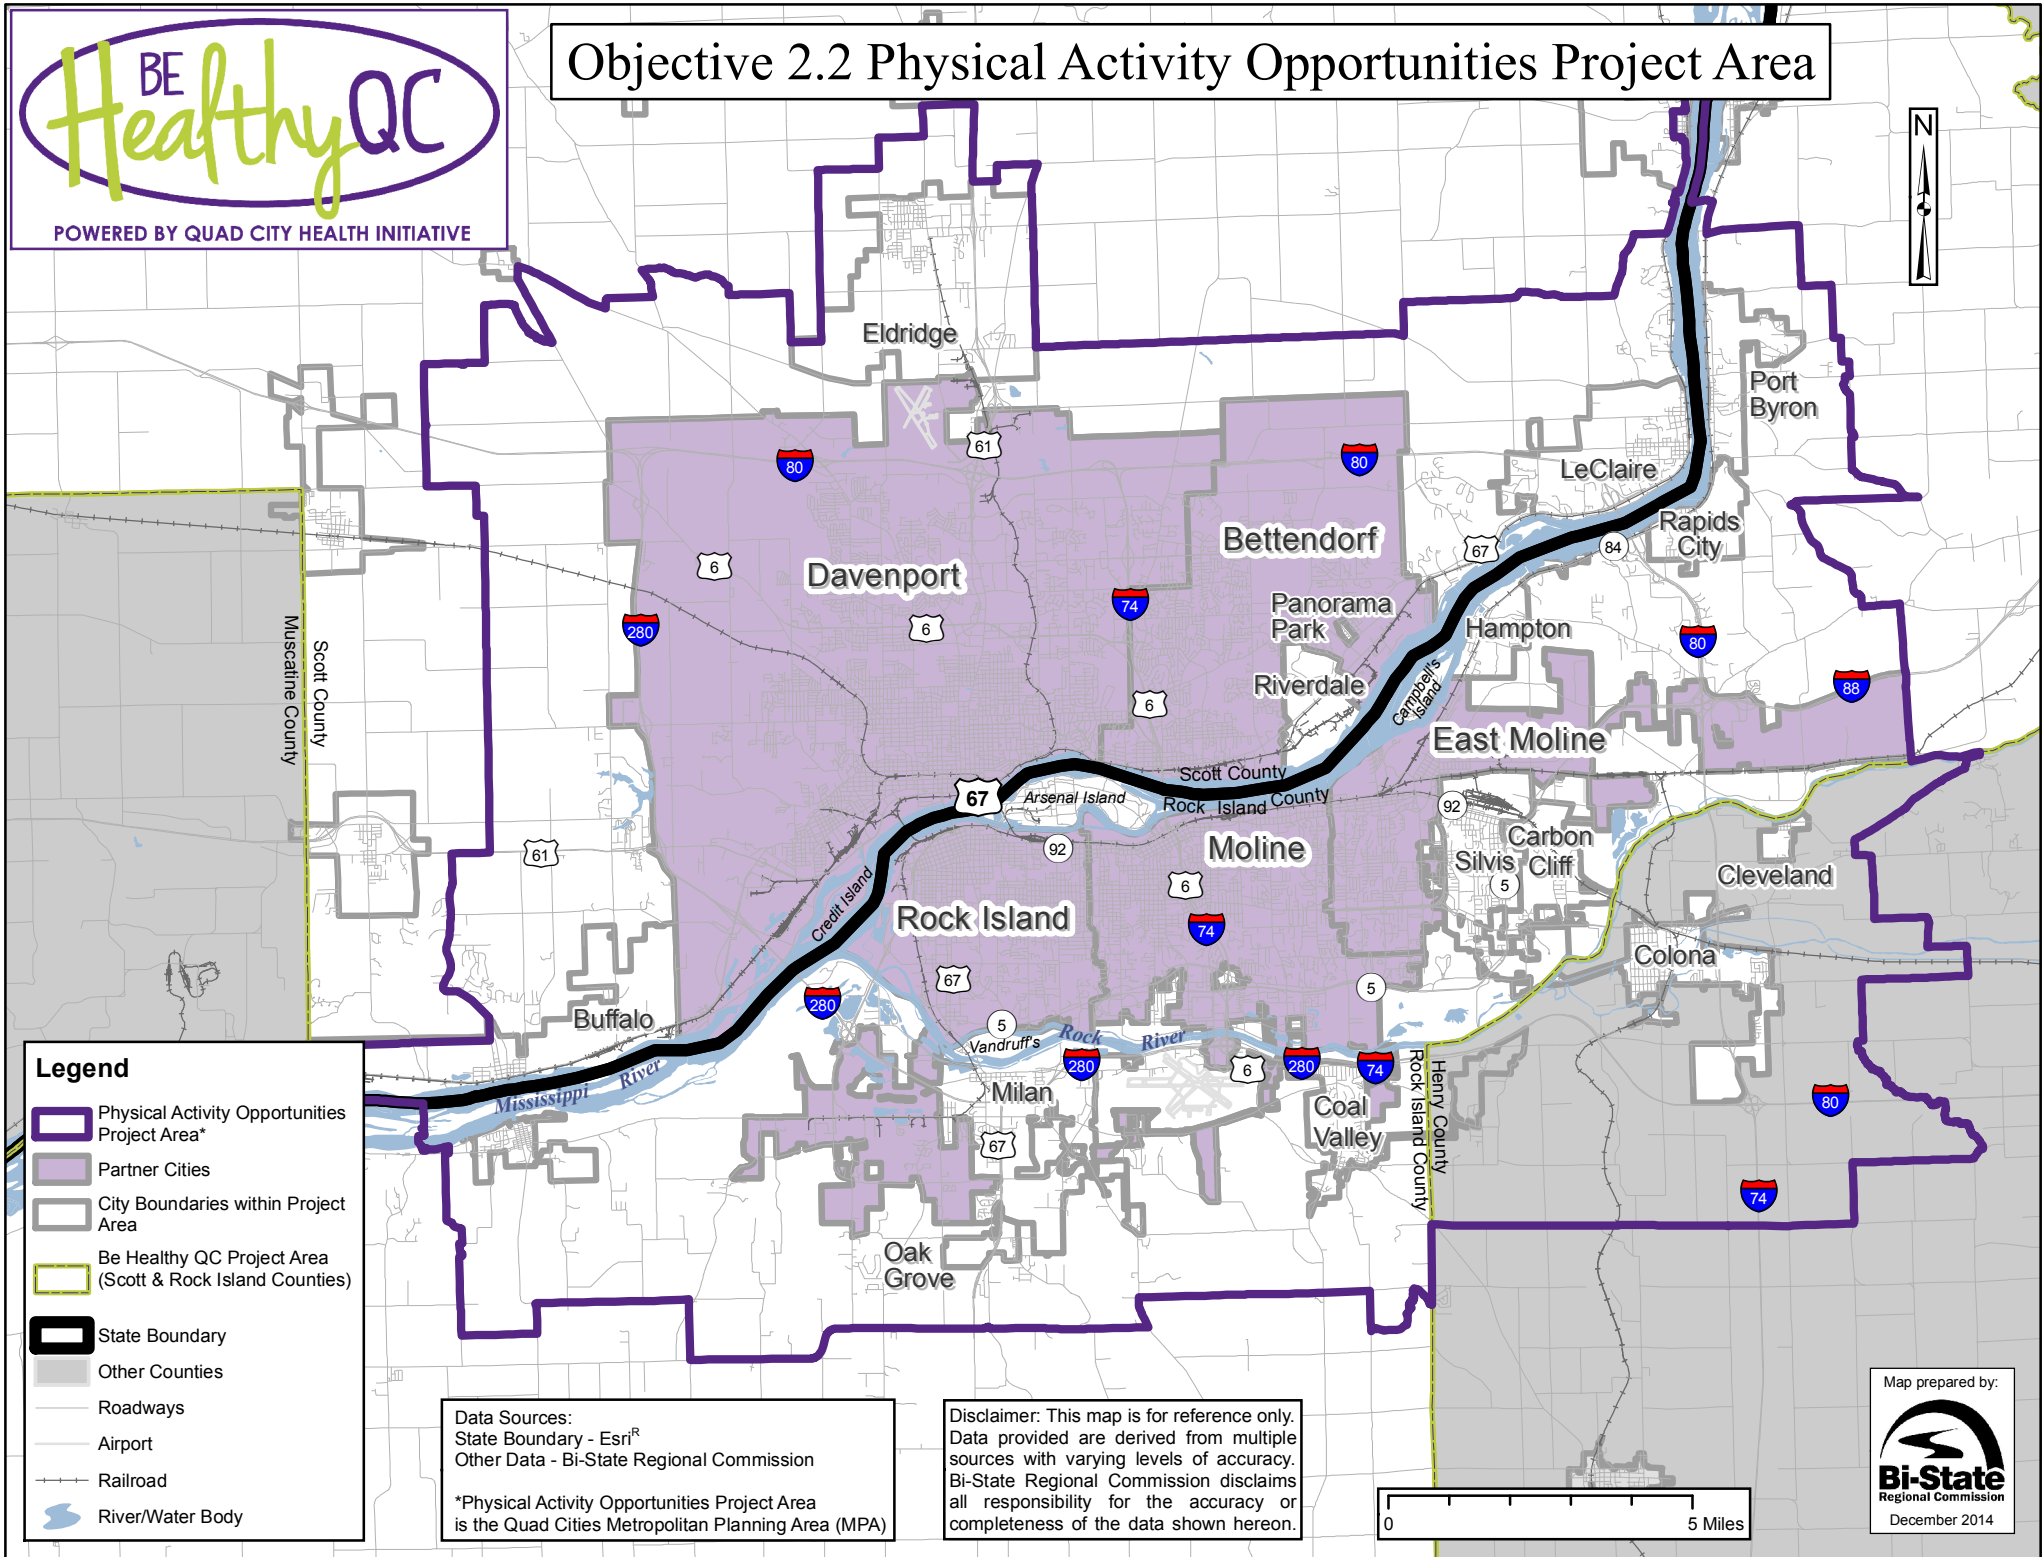 BE
HealthyQC
POWERED BY QUAD CITY HEALTH INITIATIVE
Objective 2.2 Physical Activity Opportunities Project Area
N
Eldridge
Port
Byron
61
80
80
LeClaire
Rapids
City
67
84
Bettendorf
Davenport
6
6
74
280
Panorama
Park
Hampton
80
88
Riverdale
6
Campbell's
Island
East Moline
Scott County
Muscatine County
Scott County
Rock Island County
67
Arsenal Island
92
92
61
Moline
Carbon
Cliff
Silvis
5
Cleveland
6
74
Credit Island
Rock Island
67
Colona
5
280
Buffalo
5
Vandruff's
Rock River
280
6
280
74
Milan
Mississippi River
Coal
Valley
Henry County
Rock Island County
80
67
74
Oak
Grove
Legend
Physical Activity Opportunities
Project Area*
Partner Cities
City Boundaries within Project
Area
Be Healthy QC Project Area
(Scott & Rock Island Counties)
State Boundary
Other Counties
Roadways
Airport
Railroad
River/Water Body
Data Sources:
State Boundary - EsriR
Other Data - Bi-State Regional Commission
*Physical Activity Opportunities Project Area
is the Quad Cities Metropolitan Planning Area (MPA)
Disclaimer: This map is for reference only.
Data provided are derived from multiple
sources with varying levels of accuracy.
Bi-State Regional Commission disclaims
all responsibility for the accuracy or
completeness of the data shown hereon.
0 5 Miles
Map prepared by:
Bi-State
Regional Commission
December 2014